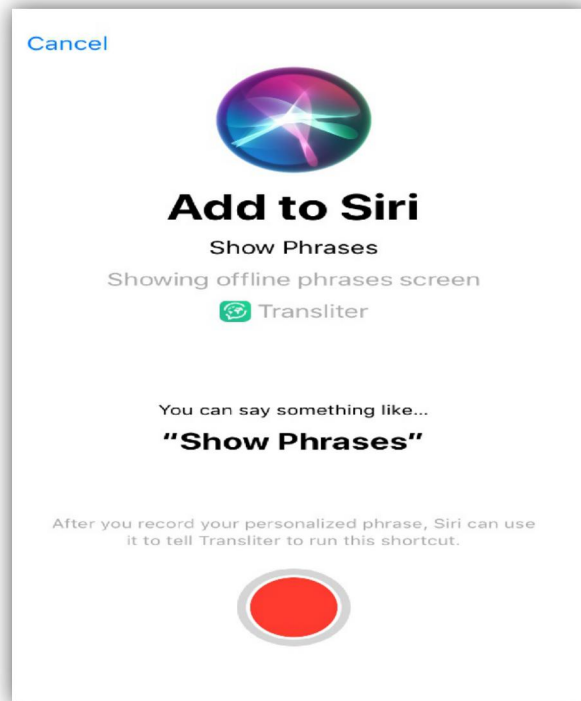 Cancel
Add to Siri
Show Phrases
Showing offline phrases screen
Transliter
You can say something like...
“Show Phrases”
After you record your personalized phrase, Siri can use
it to tell Transliter to run this shortcut.